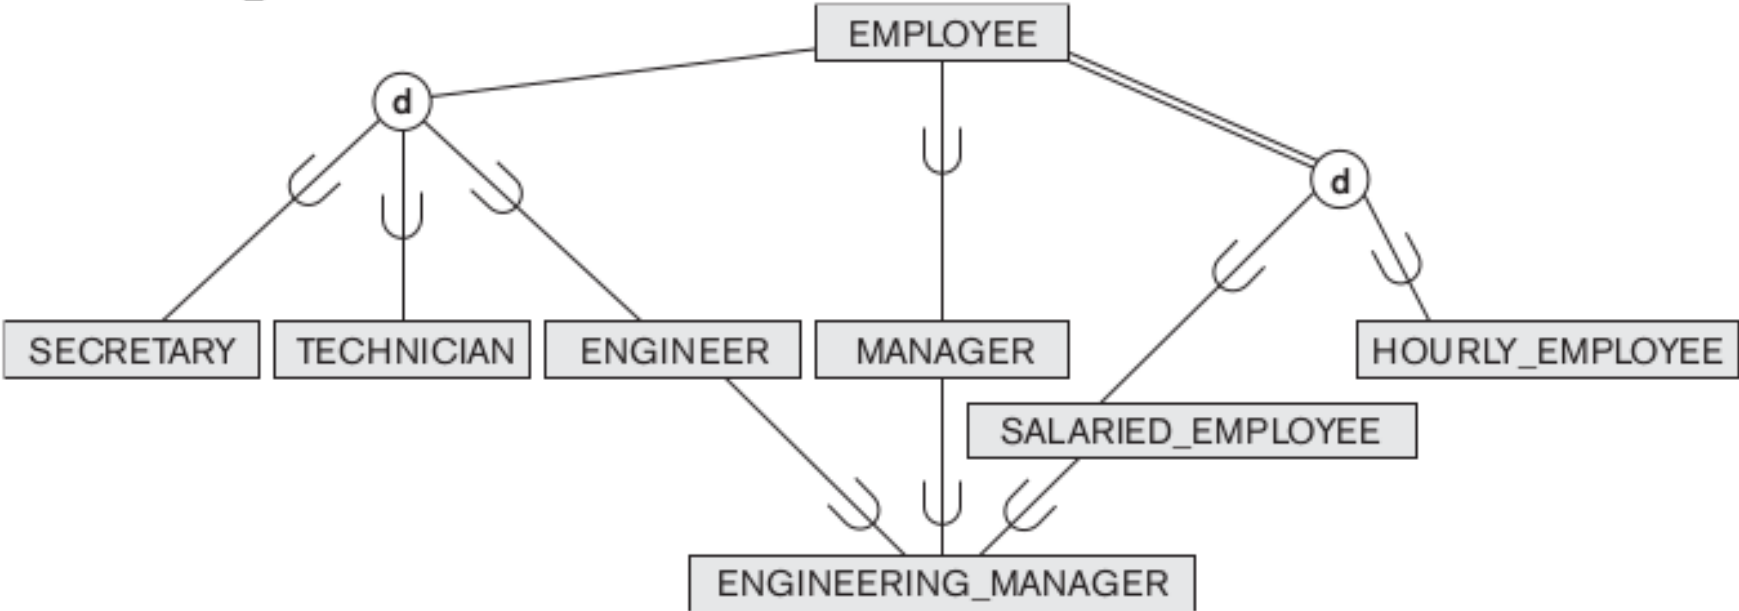 EMPLOYEE
d
d
SECRETARY
TECHNICIAN
ENGINEER
MANAGER
HOURLY_EMPLOYEE
SALARIED_EMPLOYEE
ENGINEERING_MANAGER